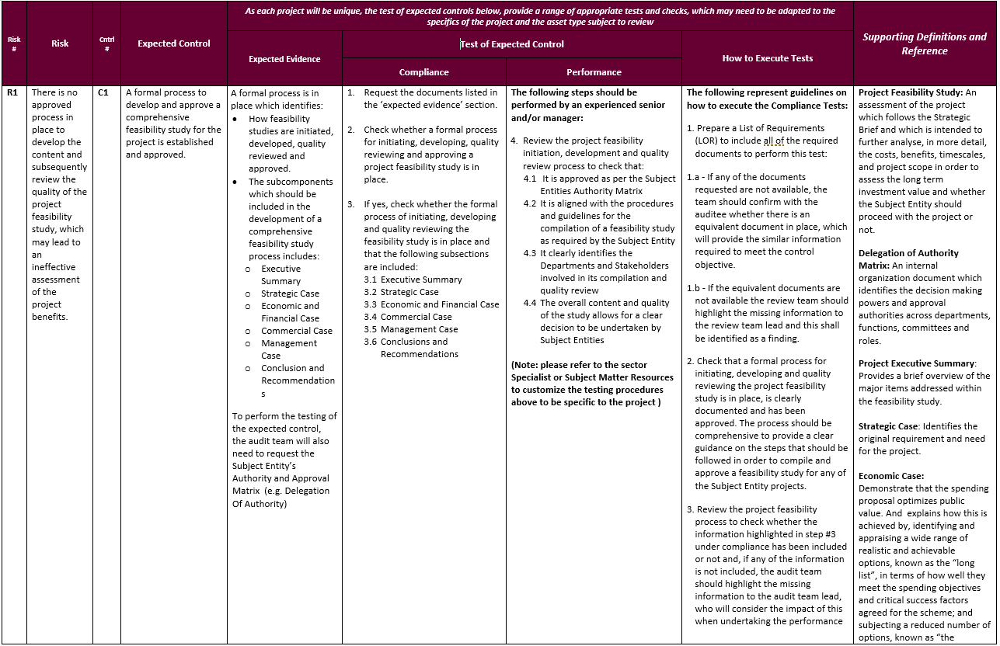 Risk
#
Risk
Cntrl
#
Expected Control
As each project will be unique, the test of expected controls below, provide a range of appropriate tests and checks, which may need to be adapted to the
specifics of the project and the asset type subject to review
Expected Evidence
Test of Expected Control
Compliance
Performance
How to Execute Tests
Supporting Definitions and
Reference
R1
There is no
approved
process in
place to
develop the
content and
subsequently
review the
quality of the
project
feasibility
study, which
may lead to
an
ineffective
assessment
of the
project
benefits.
C1
A formal process to
develop and approve a
comprehensive
feasibility study for the
project is established
and approved.
A formal process is in
place which identifies:
• How feasibility
studies are initiated,
developed, quality
reviewed and
approved.
• The subcomponents
which should be
included in the
development of a
comprehensive
feasibility study
process includes:
o Executive
Summary
o Strategic Case
o Economic and
Financial Case
o Commercial Case
o Management
Case
o Conclusion and
Recommendation
s
To perform the testing of
the expected control,
the audit team will also
need to request the
Subject Entity’s
Authority and Approval
Matrix (e.g. Delegation
Of Authority)
1. Request the documents listed in
the ‘expected evidence’ section.
2. Check whether a formal process
for initiating, developing, quality
reviewing and approving a
project feasibility study is in
place.
3. If yes, check whether the formal
process of initiating, developing
and quality reviewing the
feasibility study is in place and
that the following subsections
are included:
3.1 Executive Summary
3.2 Strategic Case
3.3 Economic and Financial Case
3.4 Commercial Case
3.5 Management Case
3.6 Conclusions and
Recommendations
The following steps should be
performed by an experienced senior
and/or manager:
4. Review the project feasibility
initiation, development and quality
review process to check that:
4.1 It is approved as per the Subject
Entities Authority Matrix
4.2 It is aligned with the procedures
and guidelines for the
compilation of a feasibility study
as required by the Subject Entity
4.3 It clearly identifies the
Departments and Stakeholders
involved in its compilation and
quality review
4.4 The overall content and quality
of the study allows for a clear
decision to be undertaken by
Subject Entities
(Note: please refer to the sector
Specialist or Subject Matter Resources
to customize the testing procedures
above to be specific to the project )
The following represent guidelines on
how to execute the Compliance Tests:
1. Prepare a List of Requirements
(LOR) to include all of the required
documents to perform this test:
1.a - If any of the documents
requested are not available, the
team should confirm with the
auditee whether there is an
equivalent document in place, which
will provide the similar information
required to meet the control
objective.
1.b - If the equivalent documents are
not available the review team should
highlight the missing information to
the review team lead and this shall
be identified as a finding.
2. Check that a formal process for
initiating, developing and quality
reviewing the project feasibility
study is in place, is clearly
documented and has been
approved. The process should be
comprehensive to provide a clear
guidance on the steps that should be
followed in order to compile and
approve a feasibility study for any of
the Subject Entity projects.
3. Review the project feasibility
process to check whether the
information highlighted in step #3
under compliance has been included
or not and, if any of the information
is not included, the audit team
should highlight the missing
information to the audit team lead,
who will consider the impact of this
when undertaking the performance
Project Feasibility Study: An
assessment of the project
which follows the Strategic
Brief and which is intended to
further analyse, in more detail,
the costs, benefits, timescales,
and project scope in order to
assess the long term
investment value and whether
the Subject Entity should
proceed with the project or
not.
Delegation of Authority
Matrix: An internal
organization document which
identifies the decision making
powers and approval
authorities across departments,
functions, committees and
roles.
Project Executive Summary:
Provides a brief overview of the
major items addressed within
the feasibility study.
Strategic Case: Identifies the
original requirement and need
for the project.
Economic Case:
Demonstrate that the spending
proposal optimizes public
value. And explains how this is
achieved by, identifying and
appraising a wide range of
realistic and achievable
options, known as the “long
list”, in terms of how well they
meet the spending objectives
and critical success factors
agreed for the scheme; and
subjecting a reduced number of
options, known as “the